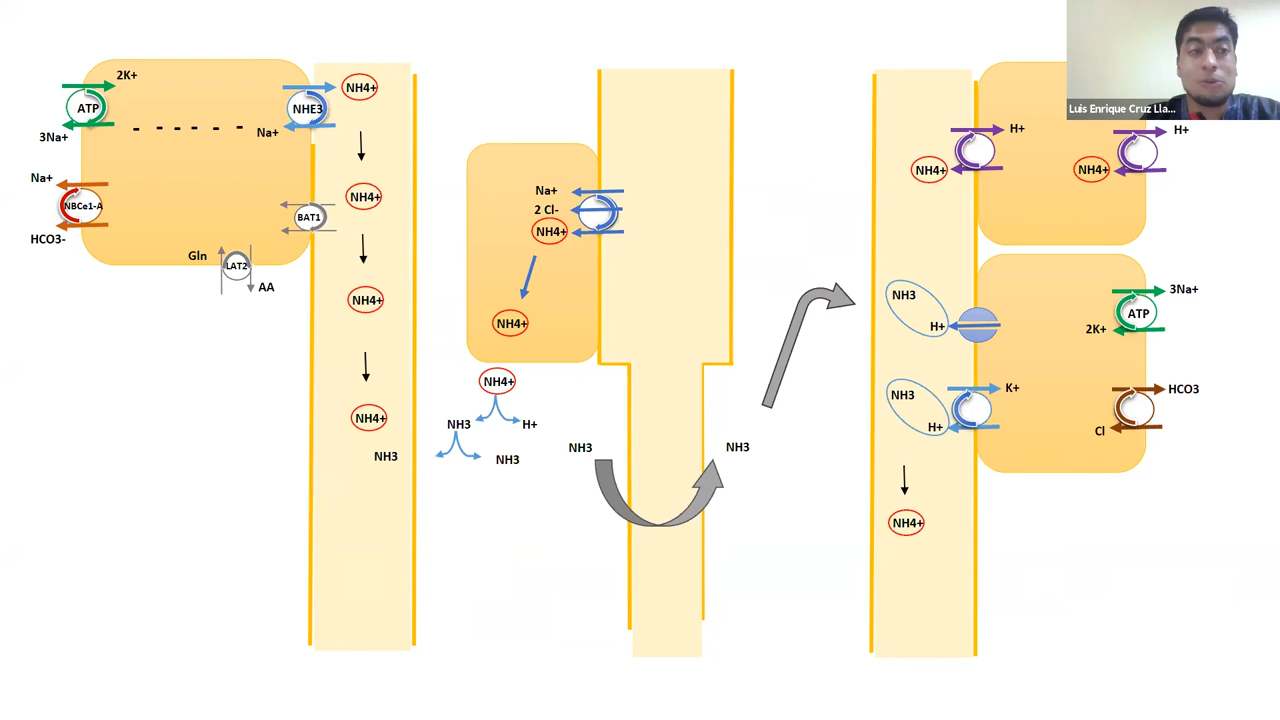 2K+
ATP
3Na+
Na+
NBCe1-A
HCO3-
NHE3
Na+
BAT1
Gln
LAT2
AA
NH4+
NH4+
NH4+
NH4+
NH3
Na+
2 Cl-
NH4+
NH4+
NH4+
NH3
H+
NH3
NH3
NH3
Luis Enrique Cruz Lla...
H+
NH4+
H+
NH4+
NH3
H+
3Na+
ATP
2K+
NH3
K+
H+
HCO3
Cl
NH4+